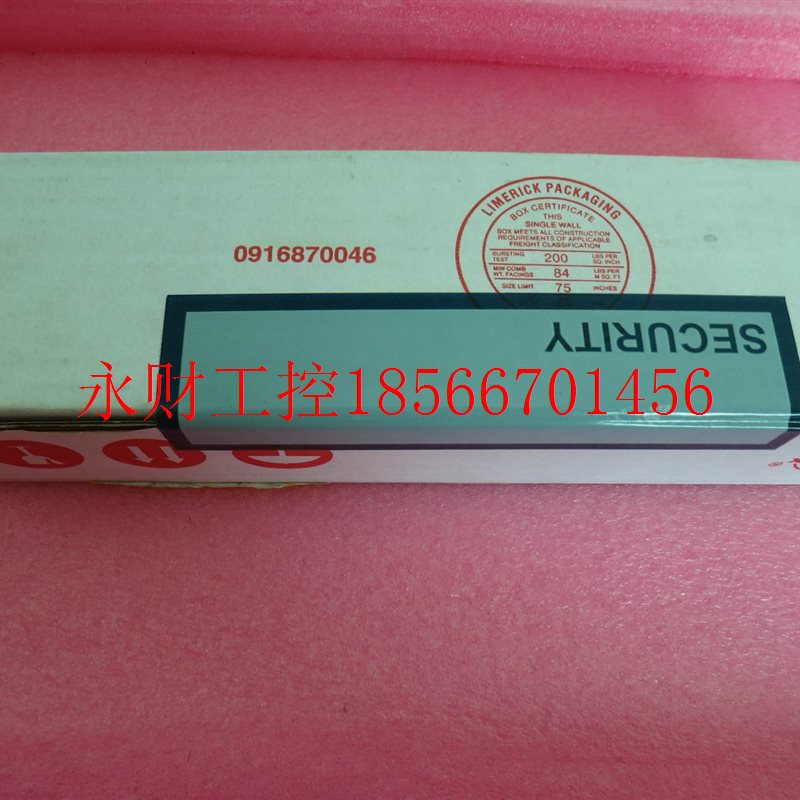 0916870046
LIMERICK PACKAGING
BOX CERTIFICATE
THIS
SINGLE WALL
BOX MEETS ALL CONSTRUCTION
REQUIREMENTS OF APPLICABLE
FREIGHT CLASSIFICATION
BURSTING TEST 200 LBS PER SQ. INCH
MIN COMB WT. FACINGS 84 LBS PER M SQ. FT
SIZE LIMIT 75 INCHES
SECURITY
永财工控18566701456